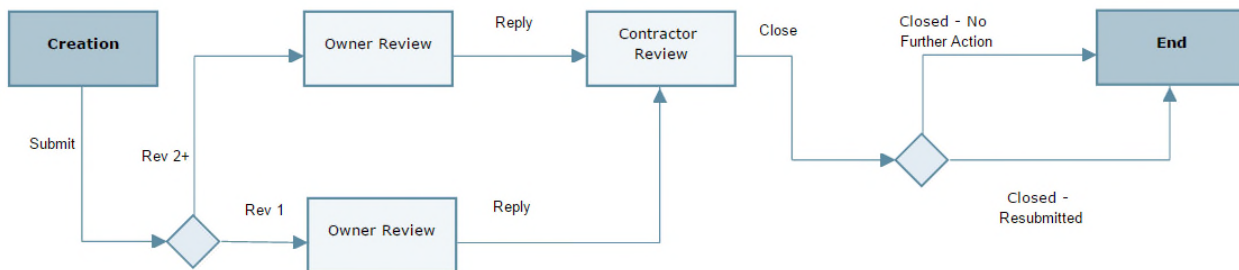 Creation
Submit
Rev 2+
Rev 1
Owner Review
Reply
Owner Review
Reply
Contractor
Review
Close
Closed - No
Further Action
Closed -
Resubmitted
End